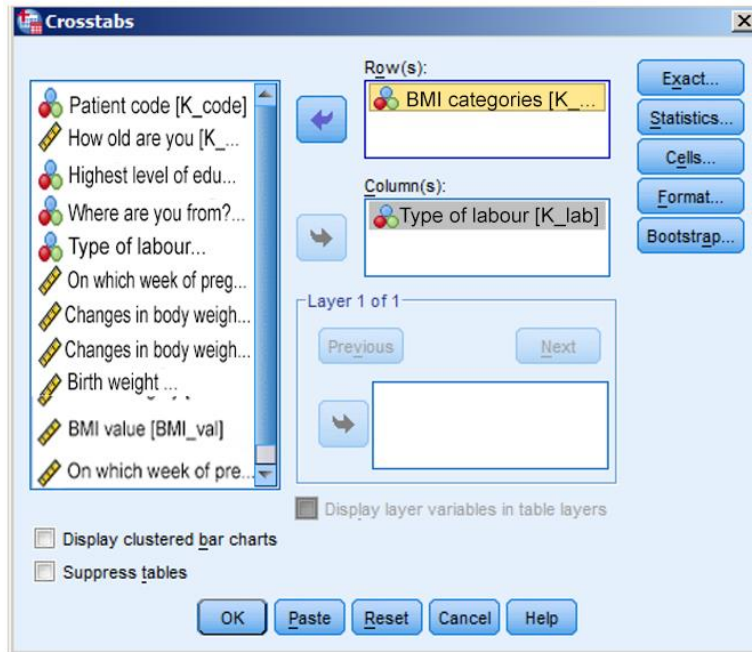 Crosstabs
Patient code [K_code]
How old are you [K_...
Highest level of edu...
Where are you from?...
Type of labour...
On which week of preg...
Changes in body weigh...
Changes in body weigh...
Birth weight ...
BMI value [BMI_val]
On which week of pre...
Row(s):
BMI categories [K_...
Column(s):
Type of labour [K_lab]
Layer 1 of 1
Previous
Next
Display layer variables in table layers
Exact...
Statistics...
Cells...
Format...
Bootstrap...
Display clustered bar charts
Suppress tables
OK
Paste
Reset
Cancel
Help